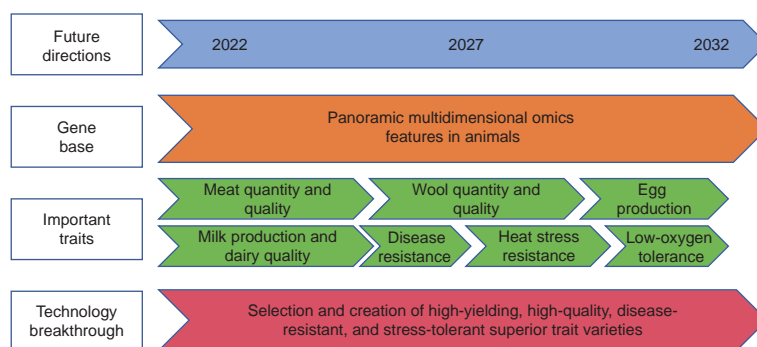 Future
directions
2022 2027 2032
Gene
base
Panoramic multidimensional omics
features in animals
Important
traits
Meat quantity and
quality
Wool quantity and
quality
Egg
production
Milk production and
dairy quality
Disease
resistance
Heat stress
resistance
Low-oxygen
tolerance
Technology
breakthrough
Selection and creation of high-yielding, high-quality, disease-
resistant, and stress-tolerant superior trait varieties